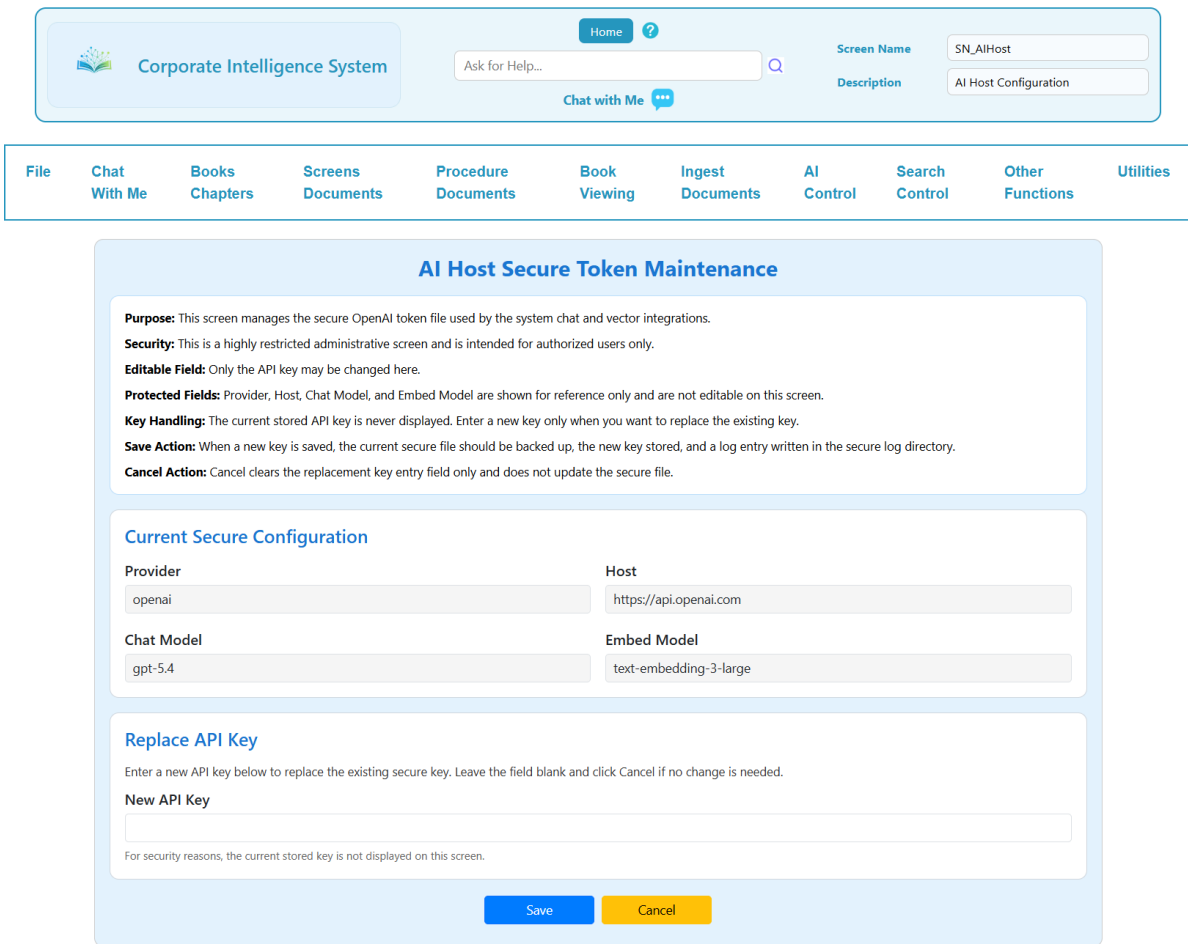 Corporate Intelligence System
Home
?
Ask for Help...
Chat with Me
Screen Name
SN_AIHost
Description
AI Host Configuration
File
Chat
With Me
Books
Chapters
Screens
Documents
Procedure
Documents
Book
Viewing
Ingest
Documents
AI
Control
Search
Control
Other
Functions
Utilities
AI Host Secure Token Maintenance
Purpose: This screen manages the secure OpenAI token file used by the system chat and vector integrations.
Security: This is a highly restricted administrative screen and is intended for authorized users only.
Editable Field: Only the API key may be changed here.
Protected Fields: Provider, Host, Chat Model, and Embed Model are shown for reference only and are not editable on this screen.
Key Handling: The current stored API key is never displayed. Enter a new key only when you want to replace the existing key.
Save Action: When a new key is saved, the current secure file should be backed up, the new key stored, and a log entry written in the secure log directory.
Cancel Action: Cancel clears the replacement key entry field only and does not update the secure file.
Current Secure Configuration
Provider
openai
Host
https://api.openai.com
Chat Model
gpt-5.4
Embed Model
text-embedding-3-large
Replace API Key
Enter a new API key below to replace the existing secure key. Leave the field blank and click Cancel if no change is needed.
New API Key
For security reasons, the current stored key is not displayed on this screen.
Save
Cancel